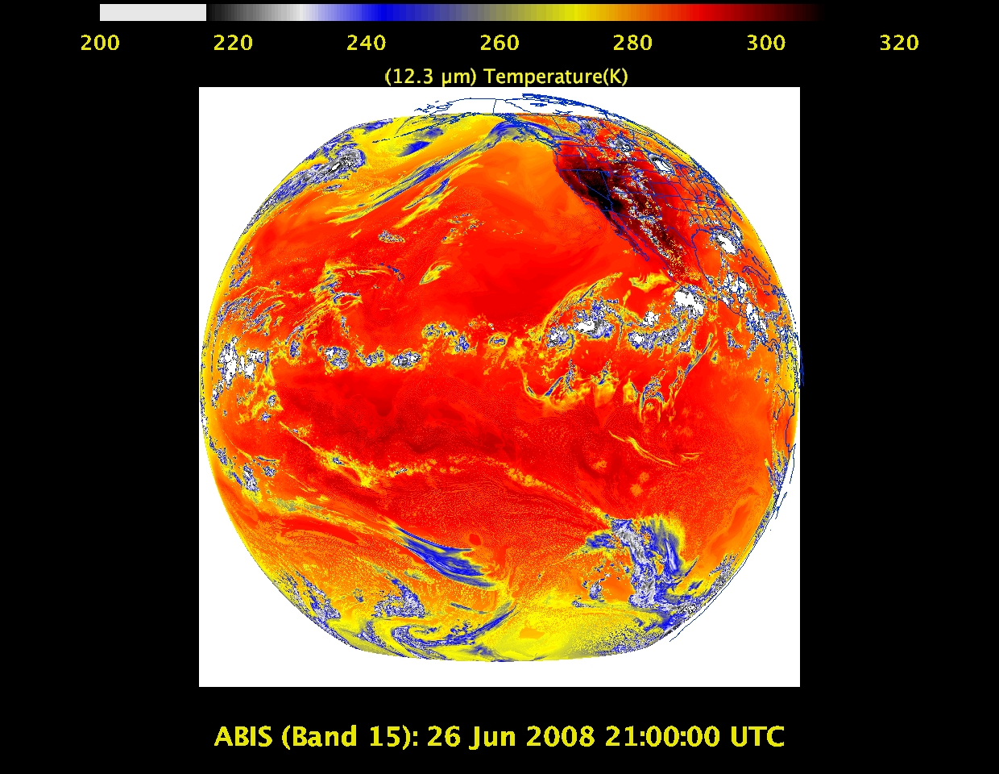 200 220 240 260 280 300 320
(12.3 µm) Temperature(K)
ABIS (Band 15): 26 Jun 2008 21:00:00 UTC